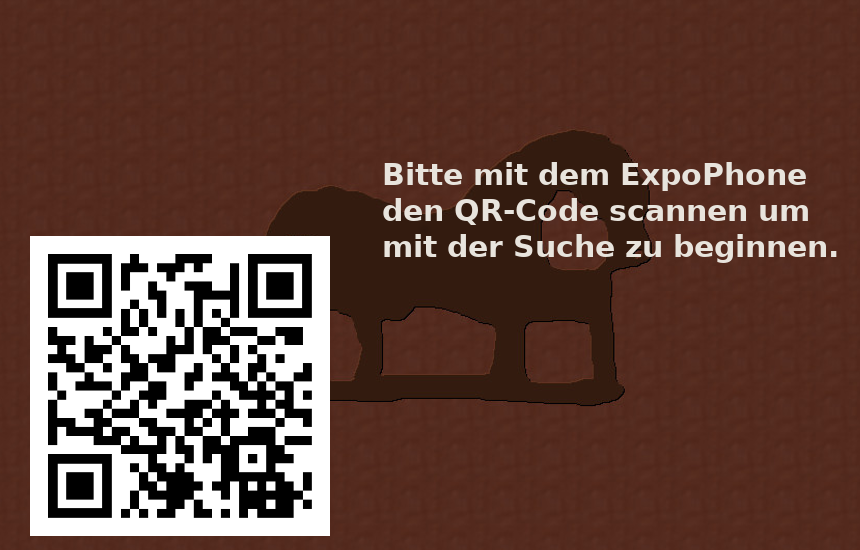 Bitte mit dem ExpoPhone
den QR-Code scannen um
mit der Suche zu beginnen.